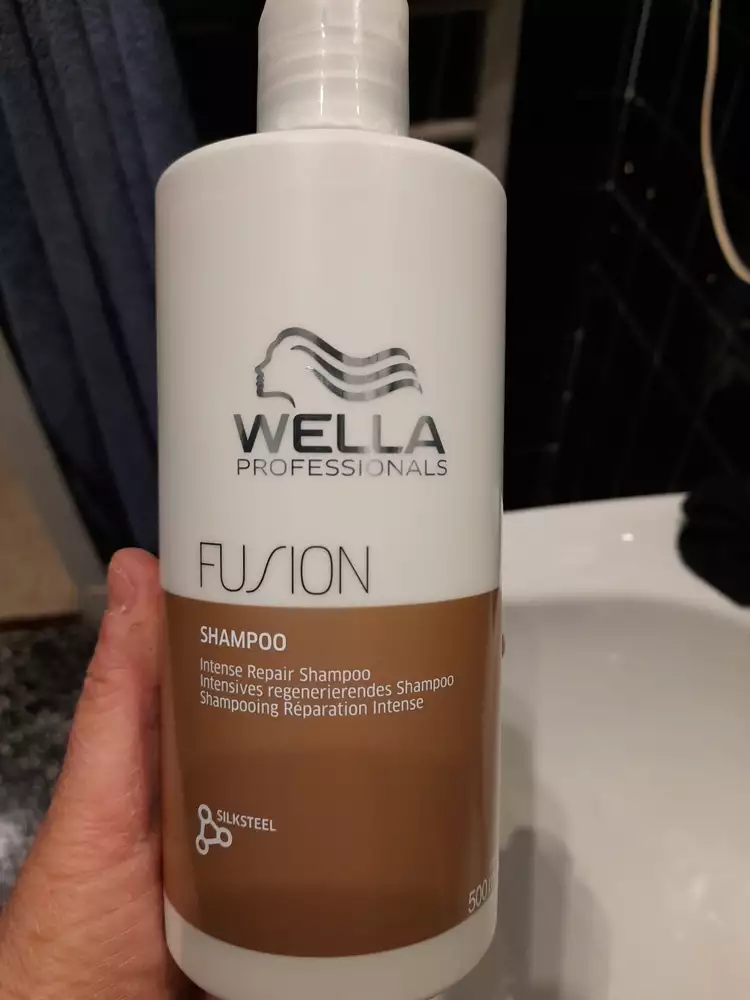 WELLA
PROFESSIONALS
FUSION
SHAMPOO
Intense Repair Shampoo
Intensives regenerierendes Shampoo
Shampooing Réparation Intense
SILKSTEEL
500